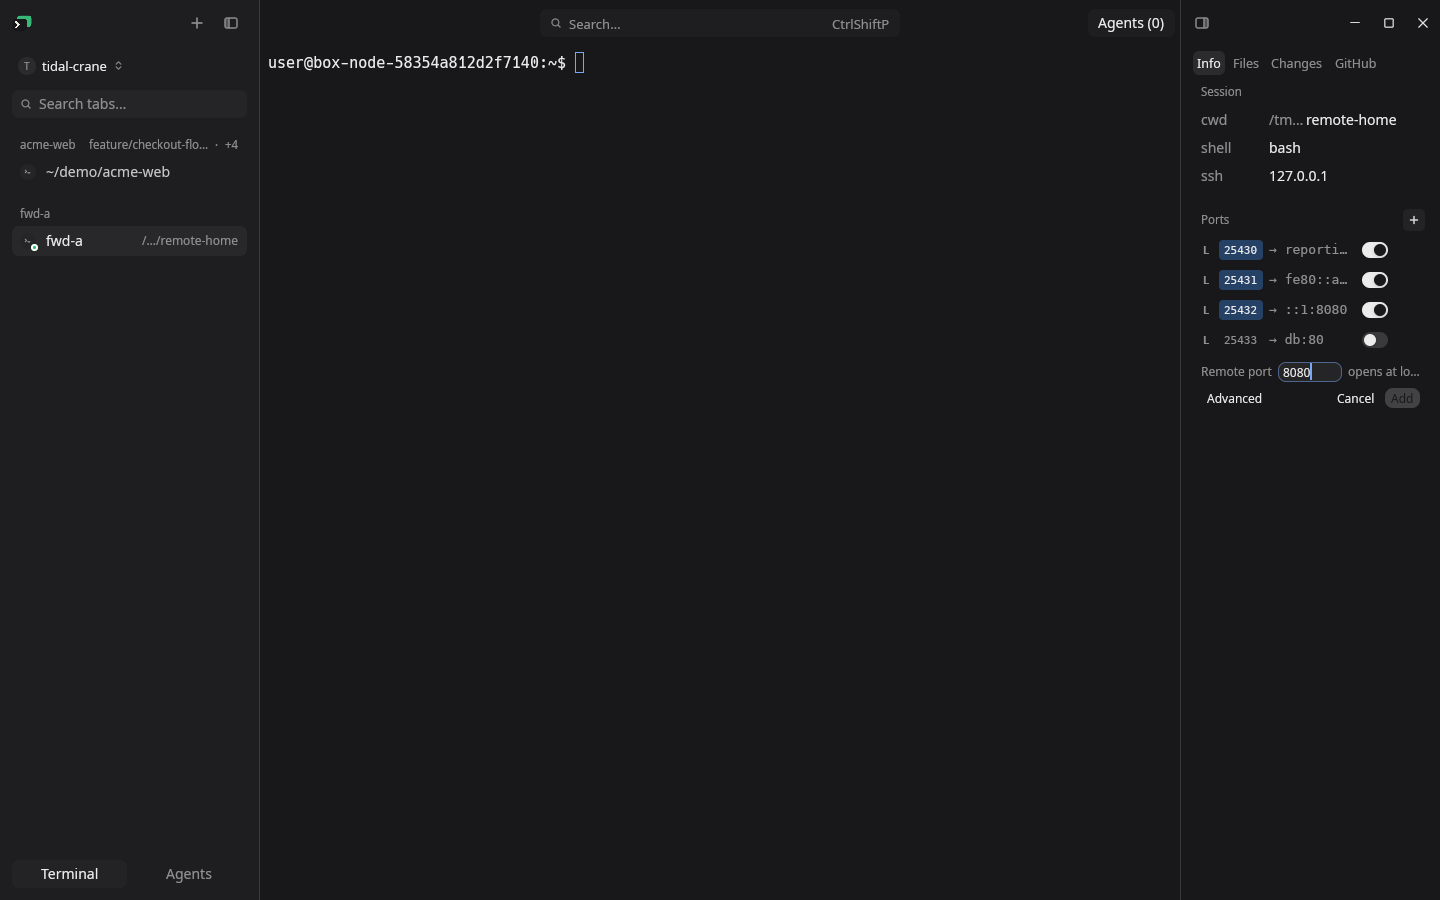 Search...
CtrlShiftP
Agents (0)
T
tidal-crane
Search tabs...
acme-web feature/checkout-flo... · +4
~/demo/acme-web
fwd-a
fwd-a /.../remote-home
Terminal
Agents
user@box-node-58354a812d2f7140:~$
Info Files Changes GitHub
Session
cwd /tm... remote-home
shell bash
ssh 127.0.0.1
Ports
L 25430 → reporti…
L 25431 → fe80::a…
L 25432 → ::1:8080
L 25433 → db:80
Remote port 8080 opens at lo...
Advanced Cancel Add